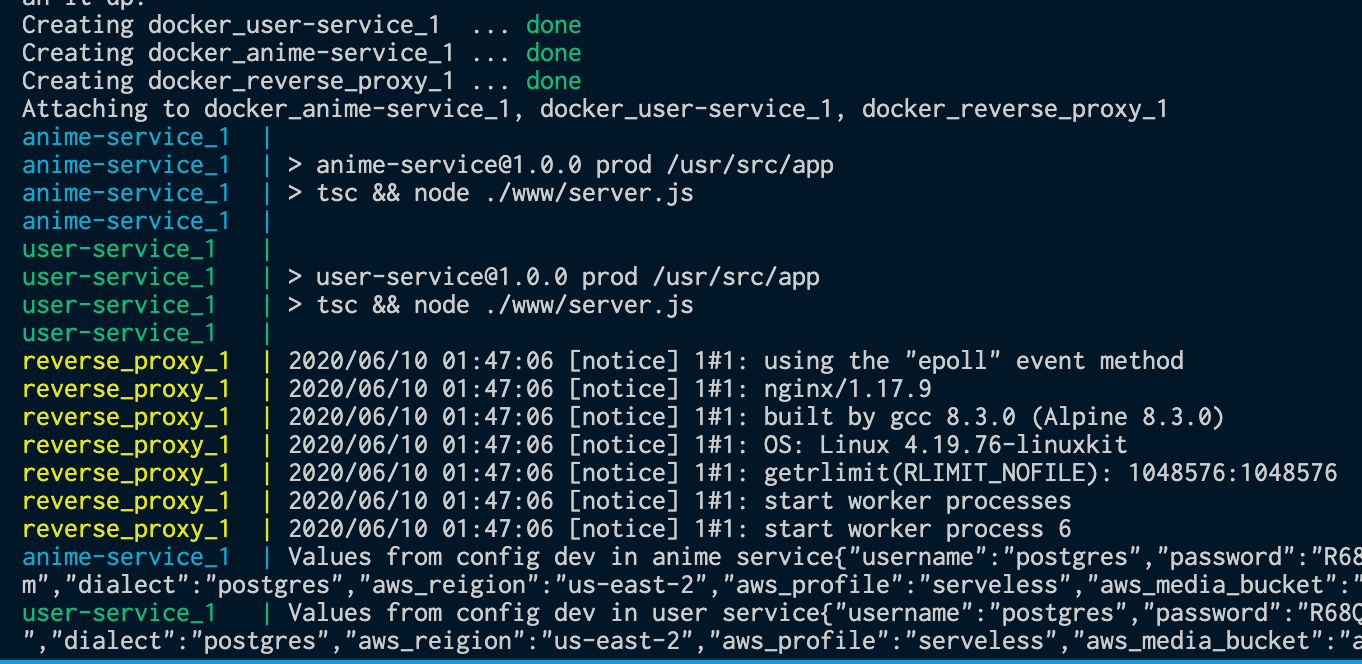 an it up.
Creating docker_user-service_1  ... done
Creating docker_anime-service_1 ... done
Creating docker_reverse_proxy_1 ... done
Attaching to docker_anime-service_1, docker_user-service_1, docker_reverse_proxy_1
anime-service_1  |
anime-service_1  | > anime-service@1.0.0 prod /usr/src/app
anime-service_1  | > tsc && node ./www/server.js
anime-service_1  |
user-service_1   |
user-service_1   | > user-service@1.0.0 prod /usr/src/app
user-service_1   | > tsc && node ./www/server.js
user-service_1   |
reverse_proxy_1  | 2020/06/10 01:47:06 [notice] 1#1: using the "epoll" event method
reverse_proxy_1  | 2020/06/10 01:47:06 [notice] 1#1: nginx/1.17.9
reverse_proxy_1  | 2020/06/10 01:47:06 [notice] 1#1: built by gcc 8.3.0 (Alpine 8.3.0)
reverse_proxy_1  | 2020/06/10 01:47:06 [notice] 1#1: OS: Linux 4.19.76-linuxkit
reverse_proxy_1  | 2020/06/10 01:47:06 [notice] 1#1: getrlimit(RLIMIT_NOFILE): 1048576:1048576
reverse_proxy_1  | 2020/06/10 01:47:06 [notice] 1#1: start worker processes
reverse_proxy_1  | 2020/06/10 01:47:06 [notice] 1#1: start worker process 6
anime-service_1  | Values from config dev in anime service{"username":"postgres","password":"R68
m","dialect":"postgres","aws_reigion":"us-east-2","aws_profile":"serveless","aws_media_bucket":"
user-service_1   | Values from config dev in user service{"username":"postgres","password":"R68Q
","dialect":"postgres","aws_reigion":"us-east-2","aws_profile":"serveless","aws_media_bucket":"a